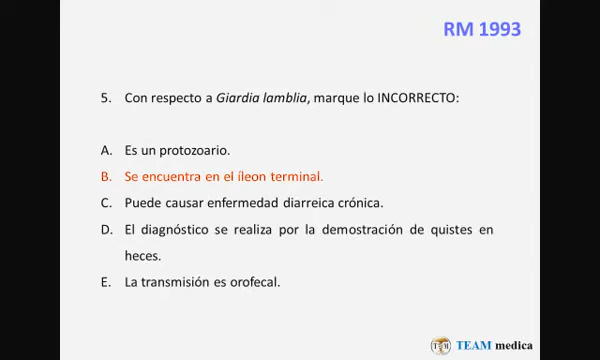 RM 1993
5. Con respecto a Giardia lamblia, marque lo INCORRECTO:
A. Es un protozoario.
B. Se encuentra en el íleon terminal.
C. Puede causar enfermedad diarreica crónica.
D. El diagnóstico se realiza por la demostración de quistes en
heces.
E. La transmisión es orofecal.
TEAM medica